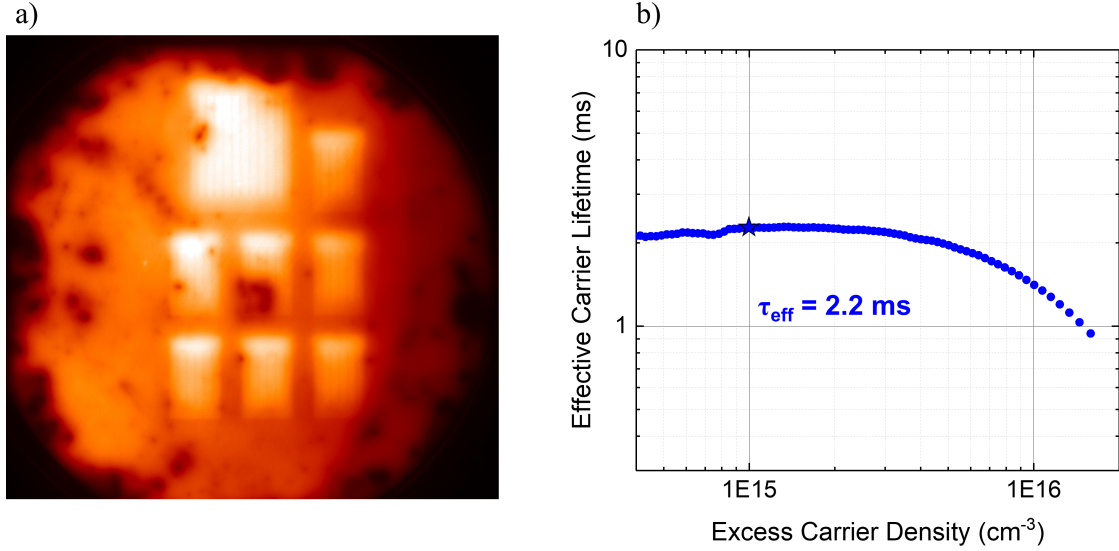 a)
b)
10
1
Effective Carrier Lifetime (ms)
τeff = 2.2 ms
1E15
1E16
Excess Carrier Density (cm-3)